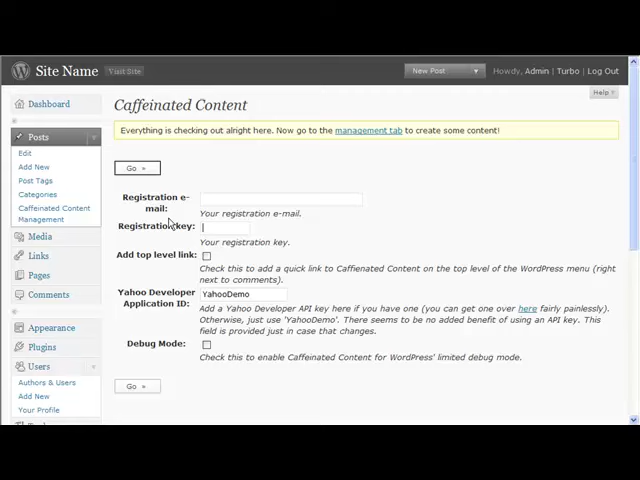 Site Name
Visit Site
New Post
Howdy, Admin | Turbo | Log Out
Help
Dashboard
Posts
Edit
Add New
Post Tags
Categories
Caffeinated Content
Management
Media
Links
Pages
Comments
Appearance
Plugins
Users
Authors & Users
Add New
Your Profile
Caffeinated Content
Everything is checking out alright here. Now go to the management tab to create some content!
Go »
Registration e-
mail:
Your registration e-mail.
Registration key:
Your registration key.
Add top level link:
Check this to add a quick link to Caffienated Content on the top level of the WordPress menu (right
next to comments).
Yahoo Developer
Application ID:
YahooDemo
Add a Yahoo Developer API key here if you have one (you can get one over here fairly painlessly).
Otherwise, just use 'YahooDemo'. There seems to be no added benefit of using an API key. This
field is provided just in case that changes.
Debug Mode:
Check this to enable Caffeinated Content for WordPress' limited debug mode.
Go »